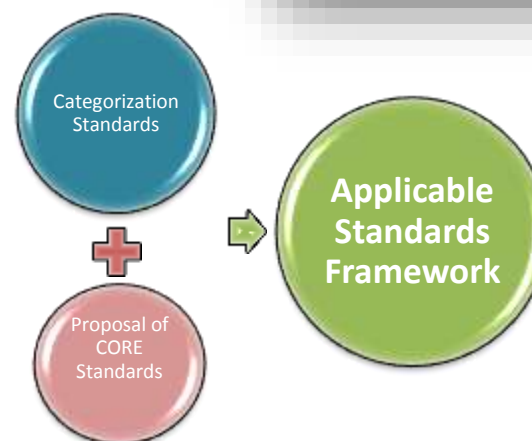 Categorization
Standards
Proposal of
CORE
Standards
Applicable
Standards
Framework